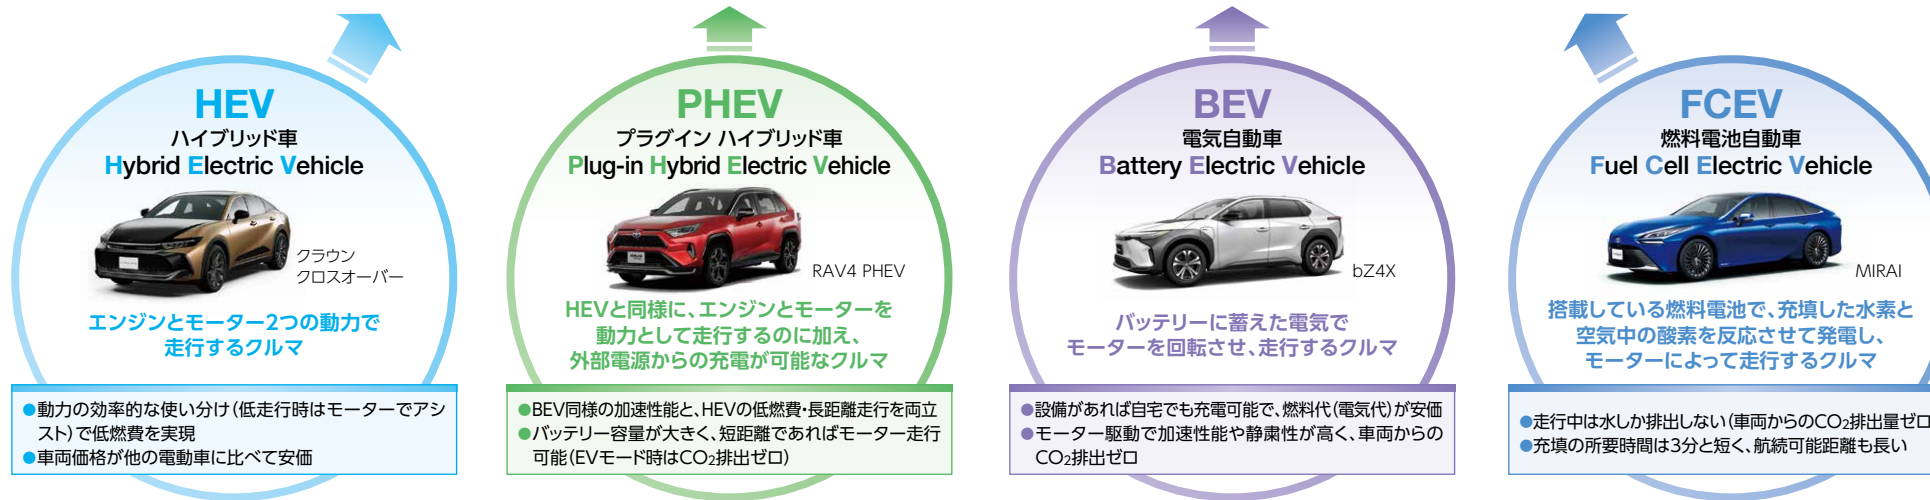 HEV
ハイブリッド車
Hybrid Electric Vehicle
クラウン
クロスオーバー
エンジンとモーター2つの動力で
走行するクルマ
●動力の効率的な使い分け(低走行時はモーターでアシ
スト)で低燃費を実現
●車両価格が他の電動車に比べて安価
PHEV
プラグイン ハイブリッド車
Plug-in Hybrid Electric Vehicle
RAV4 PHEV
HEVと同様に、エンジンとモーターを
動力として走行するのに加え、
外部電源からの充電が可能なクルマ
●BEV同様の加速性能と、HEVの低燃費・長距離走行を両立
●バッテリー容量が大きく、短距離であればモーター走行
可能(EVモード時はCO₂排出ゼロ)
BEV
電気自動車
Battery Electric Vehicle
bZ4X
バッテリーに蓄えた電気で
モーターを回転させ、走行するクルマ
●設備があれば自宅でも充電可能で、燃料代(電気代)が安価
●モーター駆動で加速性能や静粛性が高く、車両からの
CO₂排出ゼロ
FCEV
燃料電池自動車
Fuel Cell Electric Vehicle
MIRAI
搭載している燃料電池で、充填した水素と
空気中の酸素を反応させて発電し、
モーターによって走行するクルマ
●走行中は水しか排出しない(車両からのCO₂排出量ゼロ
●充填の所要時間は3分と短く、航続可能距離も長い